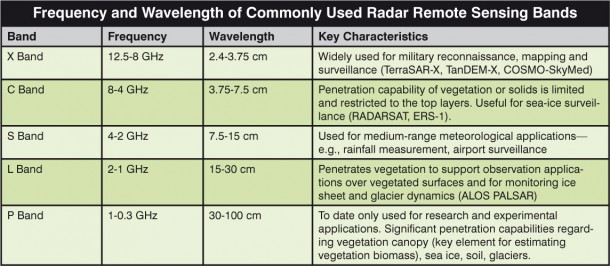 Frequency and Wavelength of Commonly Used Radar Remote Sensing Bands
Band Frequency Wavelength Key Characteristics
X Band 12.5-8 GHz 2.4-3.75 cm Widely used for military reconnaissance, mapping and
surveillance (TerraSAR-X, TanDEM-X, COSMO-SkyMed)
C Band 8-4 GHz 3.75-7.5 cm Penetration capability of vegetation or solids is limited
and restricted to the top layers. Useful for sea-ice surveil-
lance (RADARSAT, ERS-1).
S Band 4-2 GHz 7.5-15 cm Used for medium-range meteorological applications—
e.g., rainfall measurement, airport surveillance
L Band 2-1 GHz 15-30 cm Penetrates vegetation to support observation applica-
tions over vegetated surfaces and for monitoring ice
sheet and glacier dynamics (ALOS PALSAR)
P Band 1-0.3 GHz 30-100 cm To date only used for research and experimental
applications. Significant penetration capabilities regard-
ing vegetation canopy (key element for estimating
vegetation biomass), sea ice, soil, glaciers.